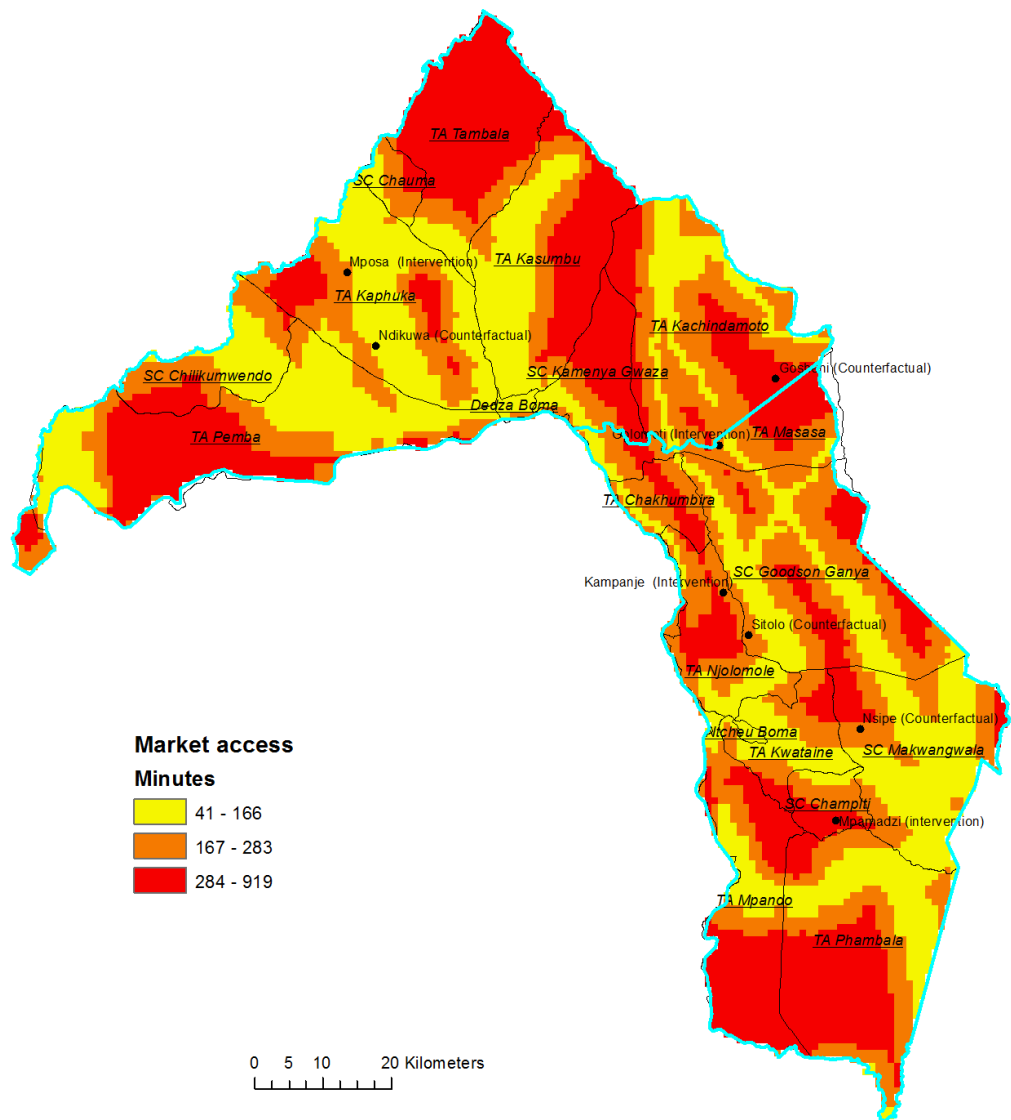 TA Tambala
SC Chauma
TA Kasumbu
Mposa (Intervention)
TA Kaphuka
TA Kachindamoto
Ndikuwa (Counterfactual)
(Counterfactual)
SC Chilikumwendo
SC Kamenya Gwaza
Dedza Boma
TA Pemba
(Intervention)
TA Masasa
TA Chakhumbira
SC Goodson Ganya
Kampanje (Intervention)
Sitolo (Counterfactual)
TA Njolomole
Nsipe (Counterfactual)
Ntcheu Boma
TA Kwataine
SC Makwangwala
Market access
Minutes
41 - 166
167 - 283
284 - 919
SC Champiti
Mpamadzi (intervention)
TA Mpando
TA Phambala
0 5 10 20 Kilometers